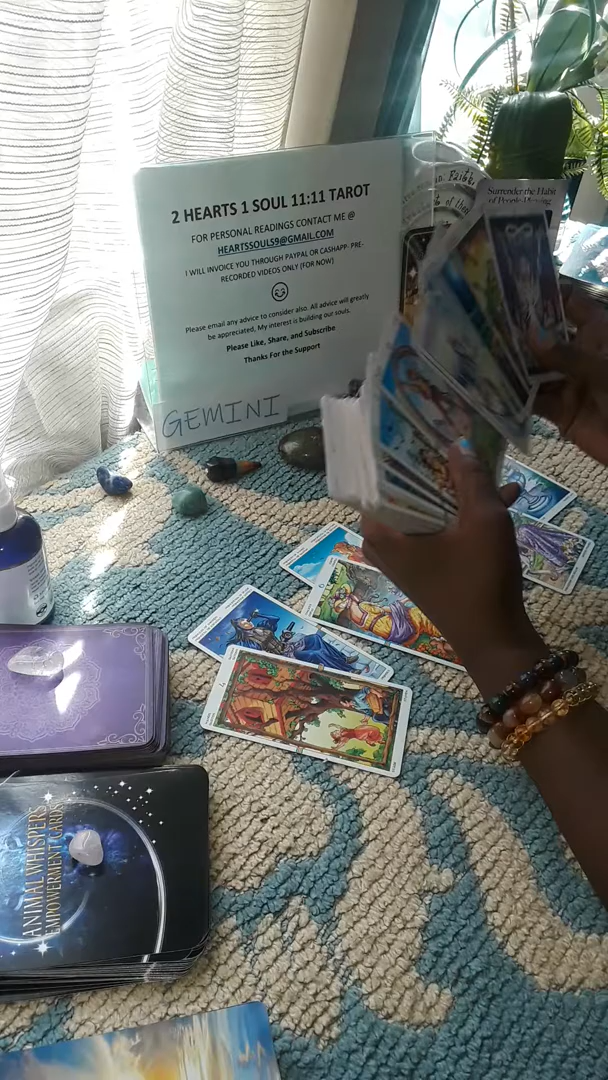 2 HEARTS 1 SOUL 11:11 TAROT
FOR PERSONAL READINGS CONTACT ME @
HEARTSSOULS9@GMAIL.COM
I WILL INVOICE YOU THROUGH PAYPAL OR CASHAPP- PRE-
RECORDED VIDEOS ONLY (FOR NOW)
Please email any advice to consider also. All advice will greatly
be appreciated, My interest is building our souls.
Please Like, Share, and Subscribe
Thanks For the Support
GEMINI
Faith
Surrender the Habit
of People-Pleasing
ANIMAL WHISPERS
EMPOWERMENT CARDS